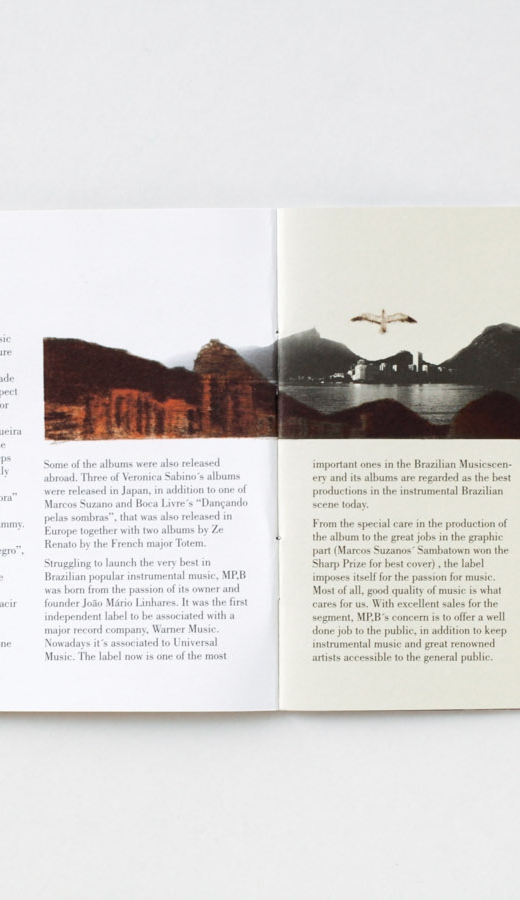 sic
ure
ade
pect
or
ueira
e
ps
ly
ora”
mmy.
egro”,
e
acir
ne
Some of the albums were also released
abroad. Three of Veronica Sabino´s albums
were released in Japan, in addition to one of
Marcos Suzano and Boca Livre´s “Dançando
pelas sombras”, that was also released in
Europe together with two albums by Ze
Renato by the French major Totem.
Struggling to launch the very best in
Brazilian popular instrumental music, MP,B
was born from the passion of its owner and
founder João Mário Linhares. It was the first
independent label to be associated with a
major record company, Warner Music.
Nowadays it´s associated to Universal
Music. The label now is one of the most
important ones in the Brazilian Musicscen-
ery and its albums are regarded as the best
productions in the instrumental Brazilian
scene today.
From the special care in the production of
the album to the great jobs in the graphic
part (Marcos Suzanos´ Sambatown won the
Sharp Prize for best cover) , the label
imposes itself for the passion for music.
Most of all, good quality of music is what
cares for us. With excellent sales for the
segment, MP,B´s concern is to offer a well
done job to the public, in addition to keep
instrumental music and great renowned
artists accessible to the general public.